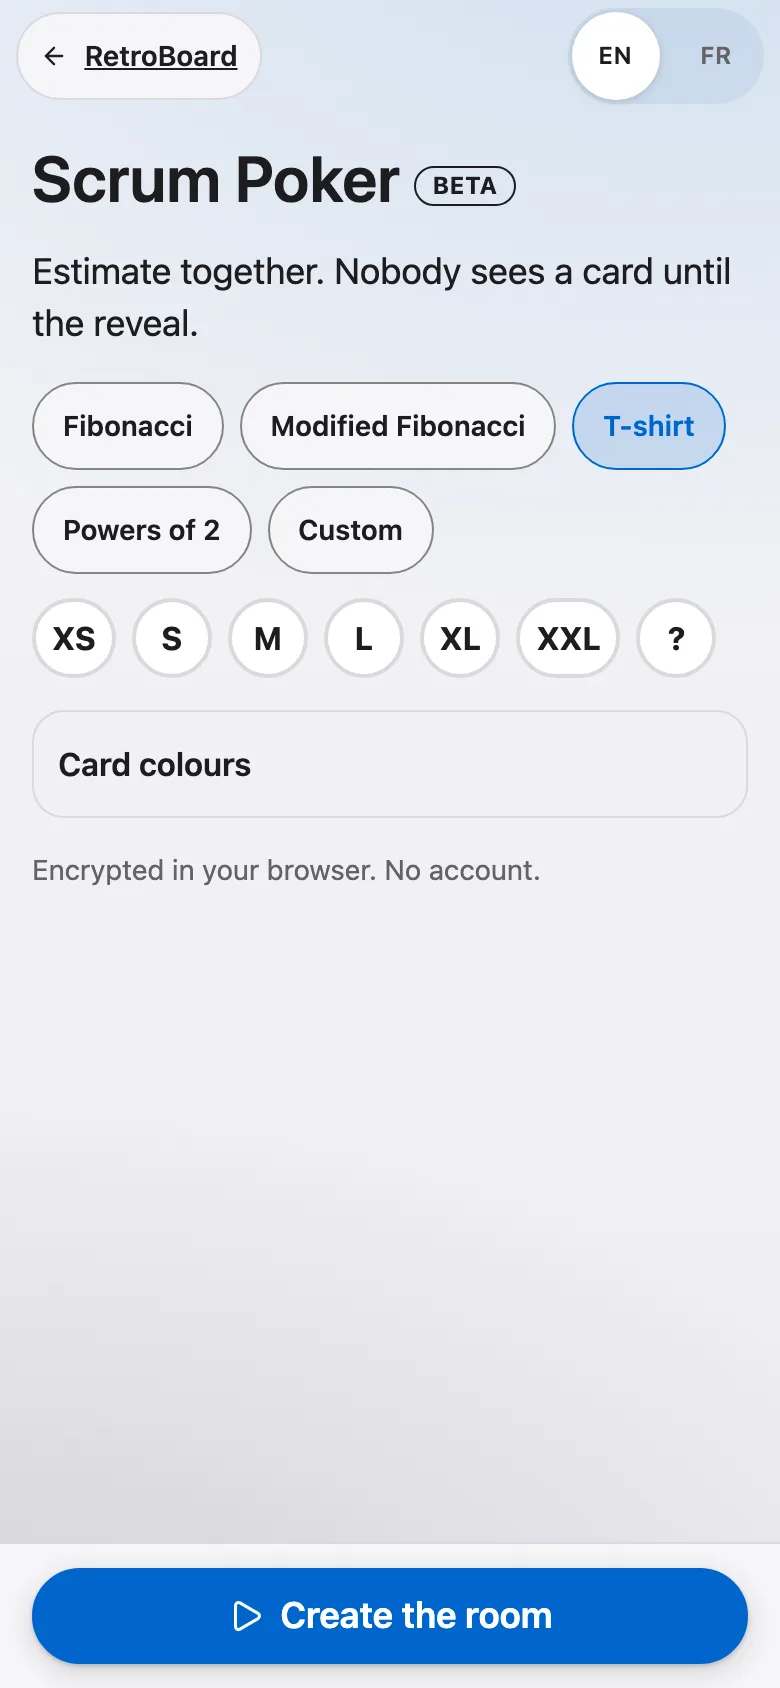 RetroBoard
EN FR
Scrum Poker BETA
Estimate together. Nobody sees a card until
the reveal.
Fibonacci Modified Fibonacci T-shirt
Powers of 2 Custom
XS S M L XL XXL ?
Card colours
Encrypted in your browser. No account.
Create the room